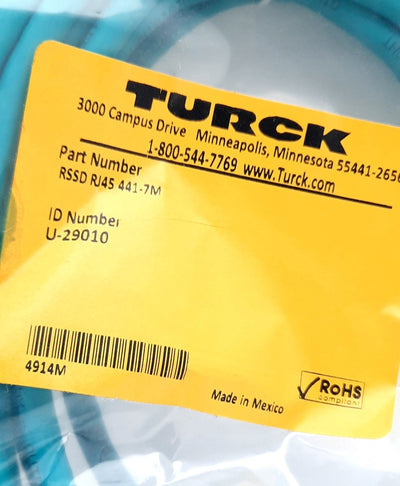 TURCK
3000 Campus Drive Minneapolis, Minnesota 55441-2656
1-800-544-7769 www.Turck.com
Part Number
RSSD RJ45 441-7M
ID Number
U-29010
4914M
RoHS
compliant
Made in Mexico